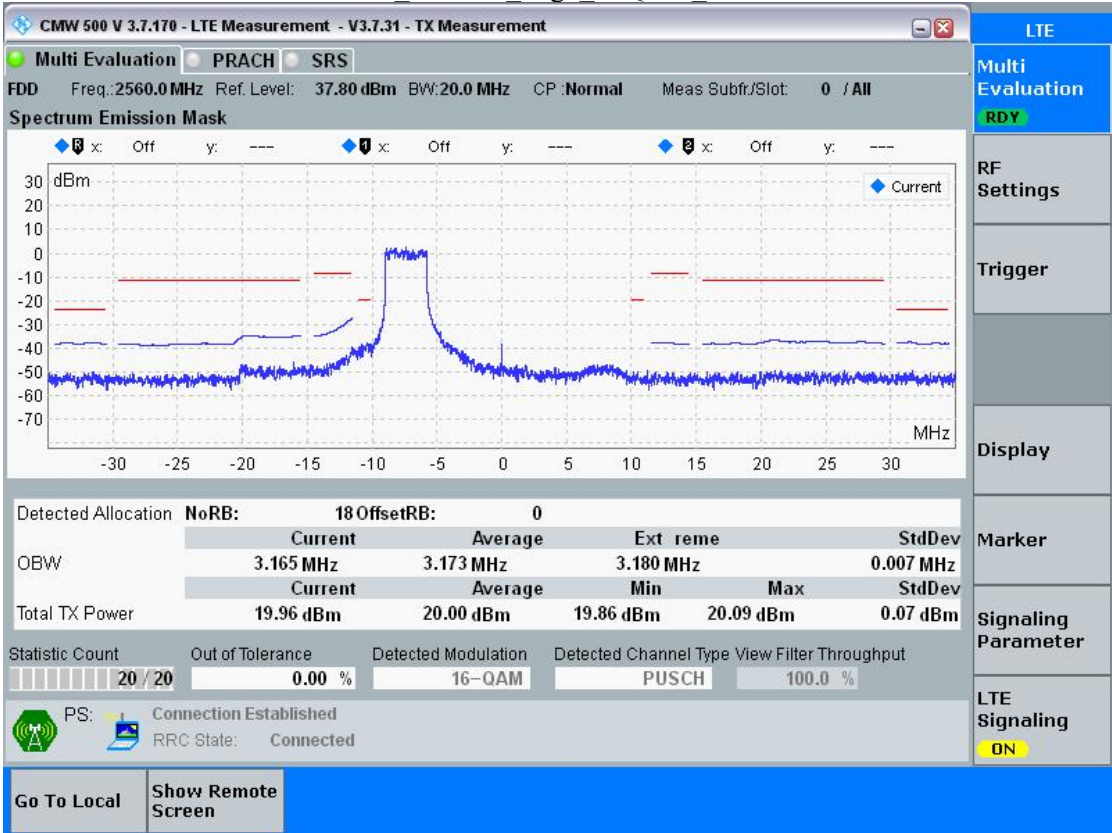 CMW 500 V 3.7.170 - LTE Measurement - V3.7.31 - TX Measurement
LTE
Multi Evaluation PRACH SRS
FDD Freq.:2560.0 MHz Ref. Level: 37.80 dBm BW:20.0 MHz CP :Normal Meas Subfr./Slot: 0 / All
Spectrum Emission Mask
R x: Off y: --- 1 x: Off y: --- 2 x: Off y: ---
dBm
Current
30
20
10
0
-10
-20
-30
-40
-50
-60
-70
MHz
-30 -25 -20 -15 -10 -5 0 5 10 15 20 25 30
Detected Allocation NoRB: 18 OffsetRB: 0
Current Average Ext reme StdDev
OBW 3.165 MHz 3.173 MHz 3.180 MHz 0.007 MHz
Current Average Min Max StdDev
Total TX Power 19.96 dBm 20.00 dBm 19.86 dBm 20.09 dBm 0.07 dBm
Statistic Count Out of Tolerance Detected Modulation Detected Channel Type View Filter Throughput
20 / 20 0.00 % 16-QAM PUSCH 100.0 %
PS: Connection Established
RRC State: Connected
Multi
Evaluation
RDY
RF
Settings
Trigger
Display
Marker
Signaling
Parameter
LTE
Signaling
ON
Go To Local
Show Remote
Screen